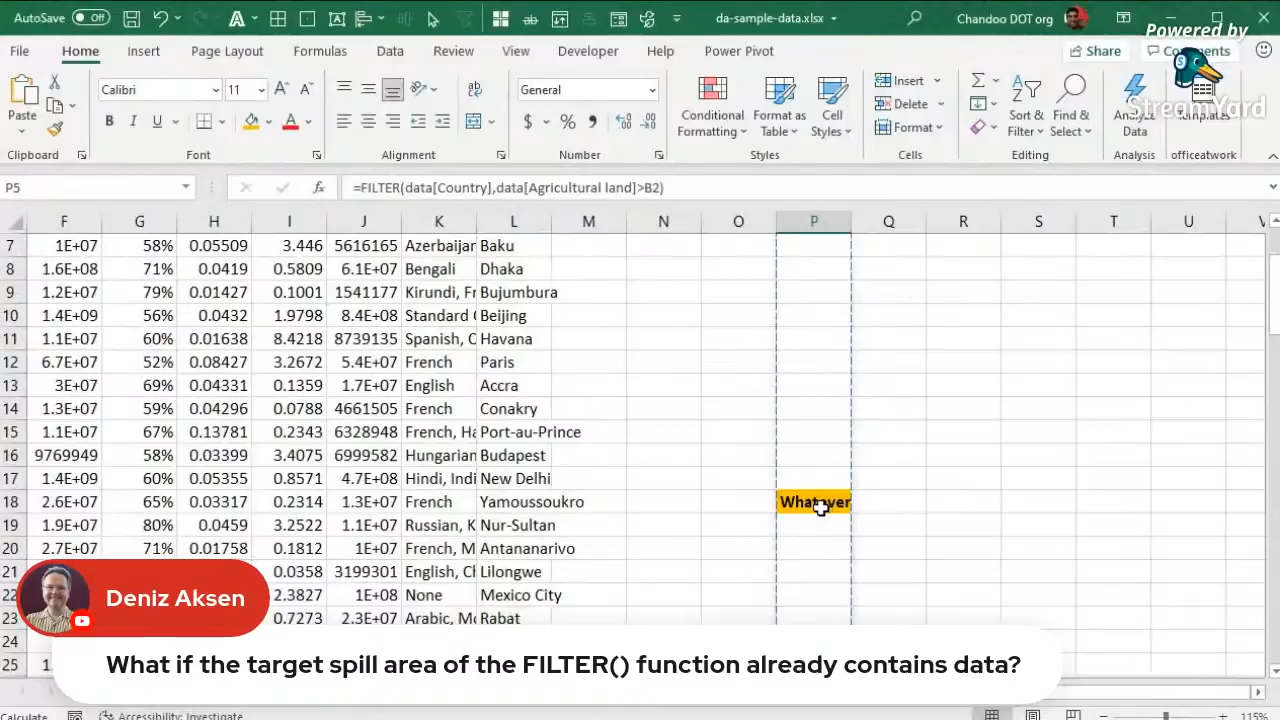 AutoSave Off da-sample-data.xlsx Chandoo DOT org
Powered by
StreamYard
File Home Insert Page Layout Formulas Data Review View Developer Help Power Pivot Share Comments
Calibri 11 General Insert
Paste Delete
B I U $ % Conditional Formatting Format as Table Cell Styles Format Sort & Filter Find & Select Data
Clipboard Font Alignment Number Styles Cells Editing Analysis officeatwork
P5 fx =FILTER(data[Country],data[Agricultural land]>B2)
F G H I J K L M N O P Q R S T U
7 1E+07 58% 0.05509 3.446 5616165 Azerbaijan Baku
8 1.6E+08 71% 0.0419 0.5809 6.1E+07 Bengali Dhaka
9 1.2E+07 79% 0.01427 0.1001 1541177 Kirundi, Fr Bujumbura
10 1.4E+09 56% 0.0432 1.9798 8.4E+08 Standard Beijing
11 1.1E+07 60% 0.01638 8.4218 8739135 Spanish, C Havana
12 6.7E+07 52% 0.08427 3.2672 5.4E+07 French Paris
13 3E+07 69% 0.04331 0.1359 1.7E+07 English Accra
14 1.3E+07 59% 0.04296 0.0788 4661505 French Conakry
15 1.1E+07 67% 0.13781 0.2343 6328948 French, Ha Port-au-Prince
16 9769949 58% 0.03399 3.4075 6999582 Hungarian Budapest
17 1.4E+09 60% 0.05355 0.8571 4.7E+08 Hindi, Indi New Delhi
18 2.6E+07 65% 0.03317 0.2314 1.3E+07 French Yamoussoukro Whatever
19 1.9E+07 80% 0.0459 3.2522 1.1E+07 Russian, K Nur-Sultan
20 2.7E+07 71% 0.01758 0.1812 1E+07 French, M Antananarivo
21 0.0358 3199301 English, Ch Lilongwe
22 2.3827 1E+08 None Mexico City
23 0.7273 2.3E+07 Arabic, Mo Rabat
24
25
Deniz Aksen
What if the target spill area of the FILTER() function already contains data?
Calculate Accessibility: Investigate 115%